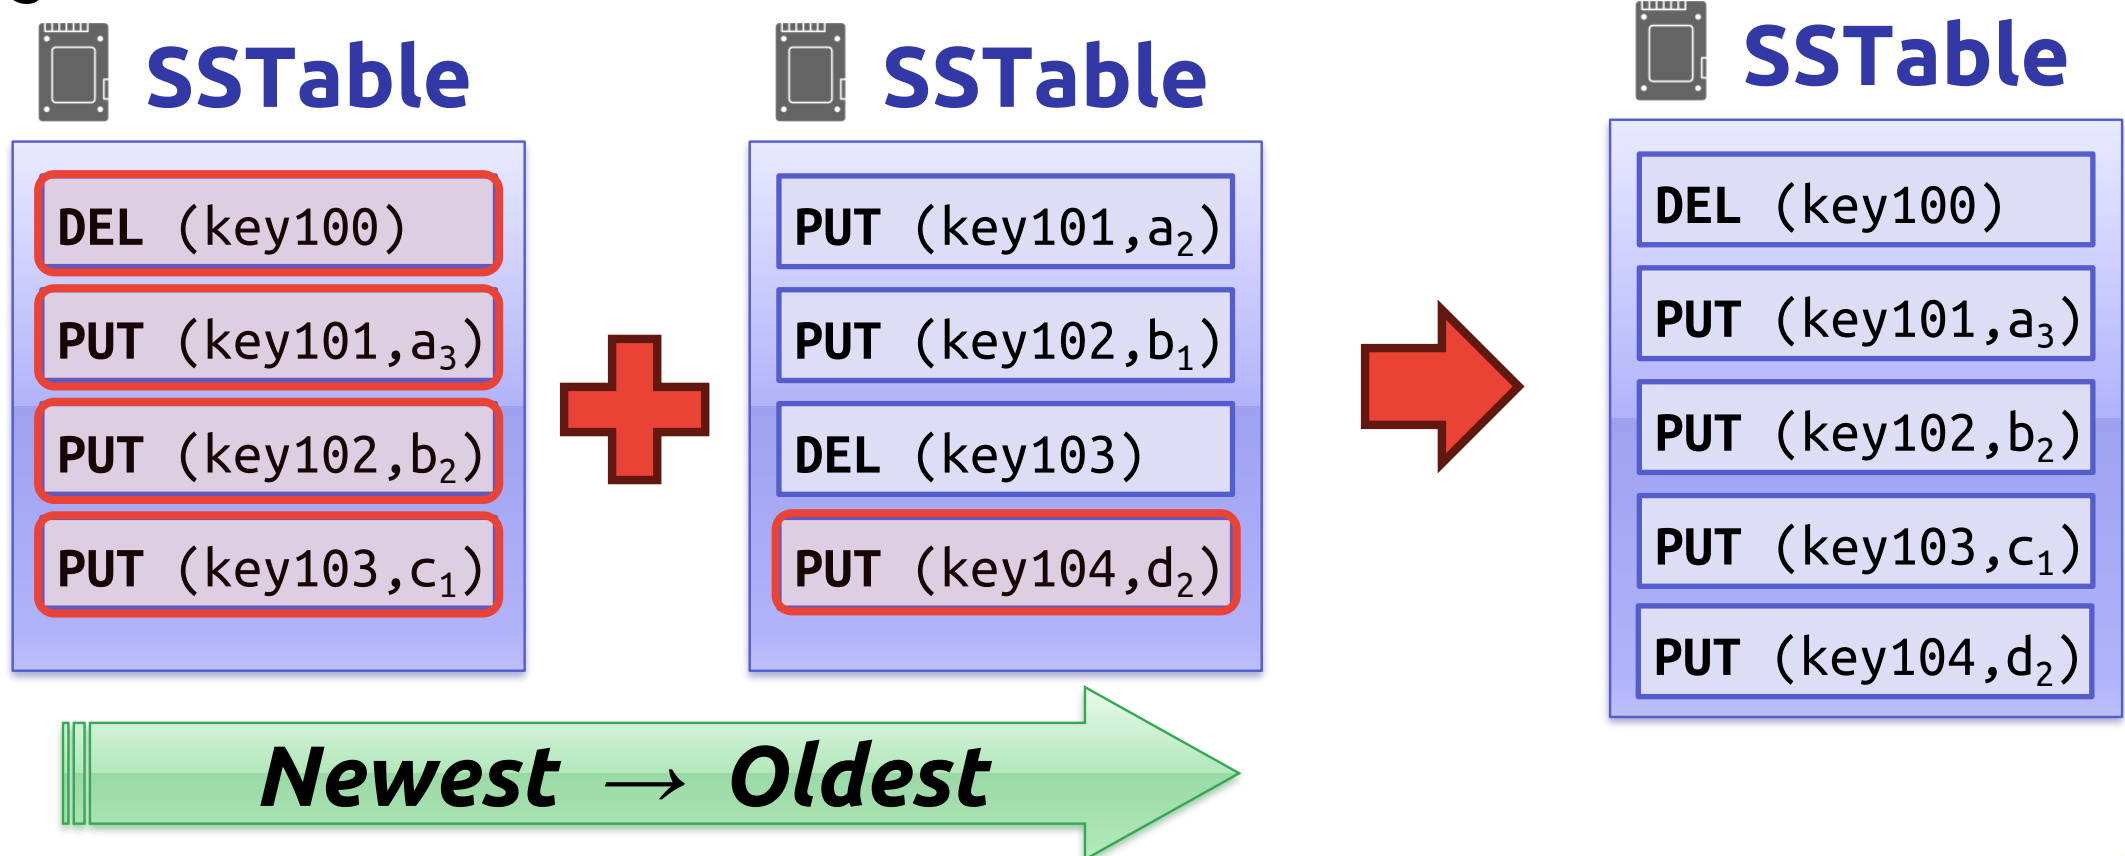 SSTable
DEL (key100)
PUT (key101,a₃)
PUT (key102,b₂)
PUT (key103,c₁)
SSTable
PUT (key101,a₂)
PUT (key102,b₁)
DEL (key103)
PUT (key104,d₂)
SSTable
DEL (key100)
PUT (key101,a₃)
PUT (key102,b₂)
PUT (key103,c₁)
PUT (key104,d₂)
Newest → Oldest